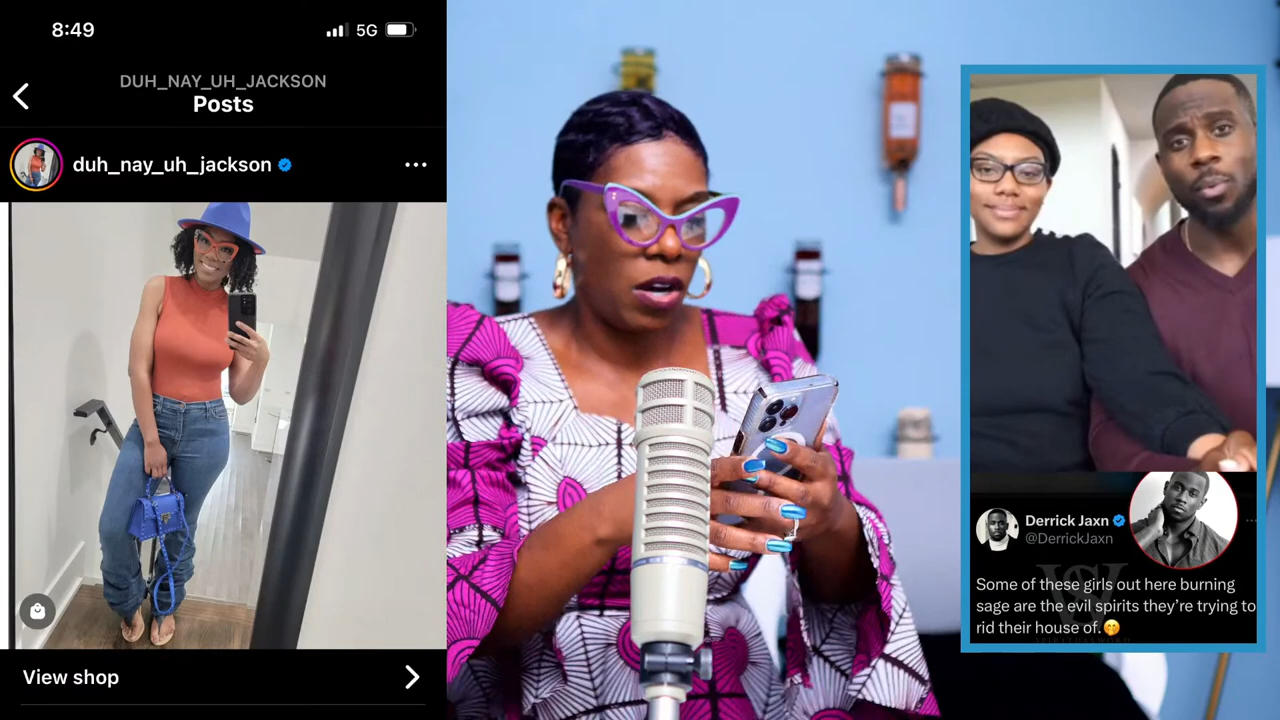 8:49
5G
DUH_NAY_UH_JACKSON
Posts
duh_nay_uh_jackson
View shop
Derrick Jaxn
@DerrickJaxn
Some of these girls out here burning
sage are the evil spirits they’re trying to
rid their house of.🤭